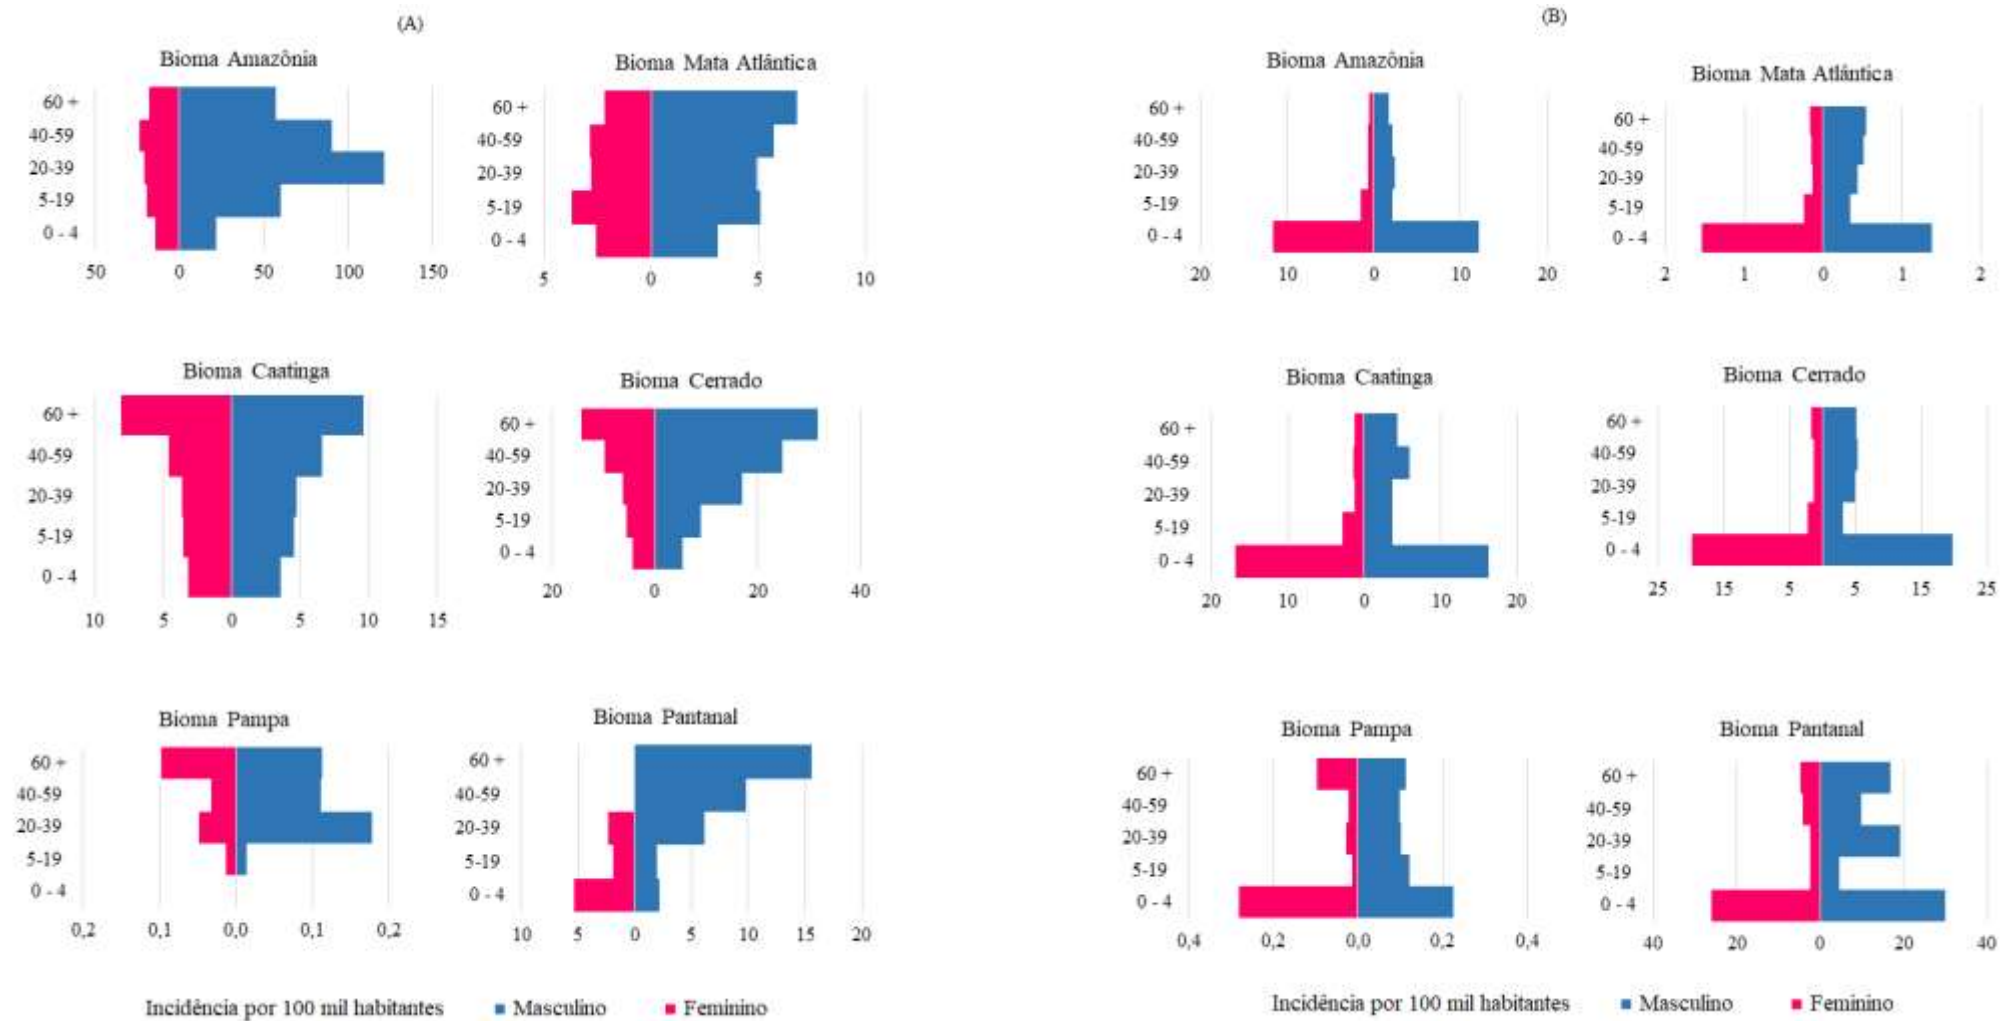 (A)
Bioma Amazônia
60 +
40-59
20-39
5-19
0 - 4
50 0 50 100 150
Bioma Mata Atlântica
60 +
40-59
20-39
5-19
0 - 4
5 0 5 10
Bioma Caatinga
60 +
40-59
20-39
5-19
0 - 4
10 5 0 5 10 15
Bioma Cerrado
60 +
40-59
20-39
5-19
0 - 4
20 0 20 40
Bioma Pampa
60 +
40-59
20-39
5-19
0 - 4
0,2 0,1 0,0 0,1 0,2
Bioma Pantanal
60 +
40-59
20-39
5-19
0 - 4
10 5 0 5 10 15 20
Incidência por 100 mil habitantes Masculino Feminino
(B)
Bioma Amazônia
60 +
40-59
20-39
5-19
0 - 4
20 10 0 10 20
Bioma Mata Atlântica
60 +
40-59
20-39
5-19
0 - 4
2 1 0 1 2
Bioma Caatinga
60 +
40-59
20-39
5-19
0 - 4
20 10 0 10 20
Bioma Cerrado
60 +
40-59
20-39
5-19
0 - 4
25 15 5 5 15 25
Bioma Pampa
60 +
40-59
20-39
5-19
0 - 4
0,4 0,2 0,0 0,2 0,4
Bioma Pantanal
60 +
40-59
20-39
5-19
0 - 4
40 20 0 20 40
Incidência por 100 mil habitantes Masculino Feminino